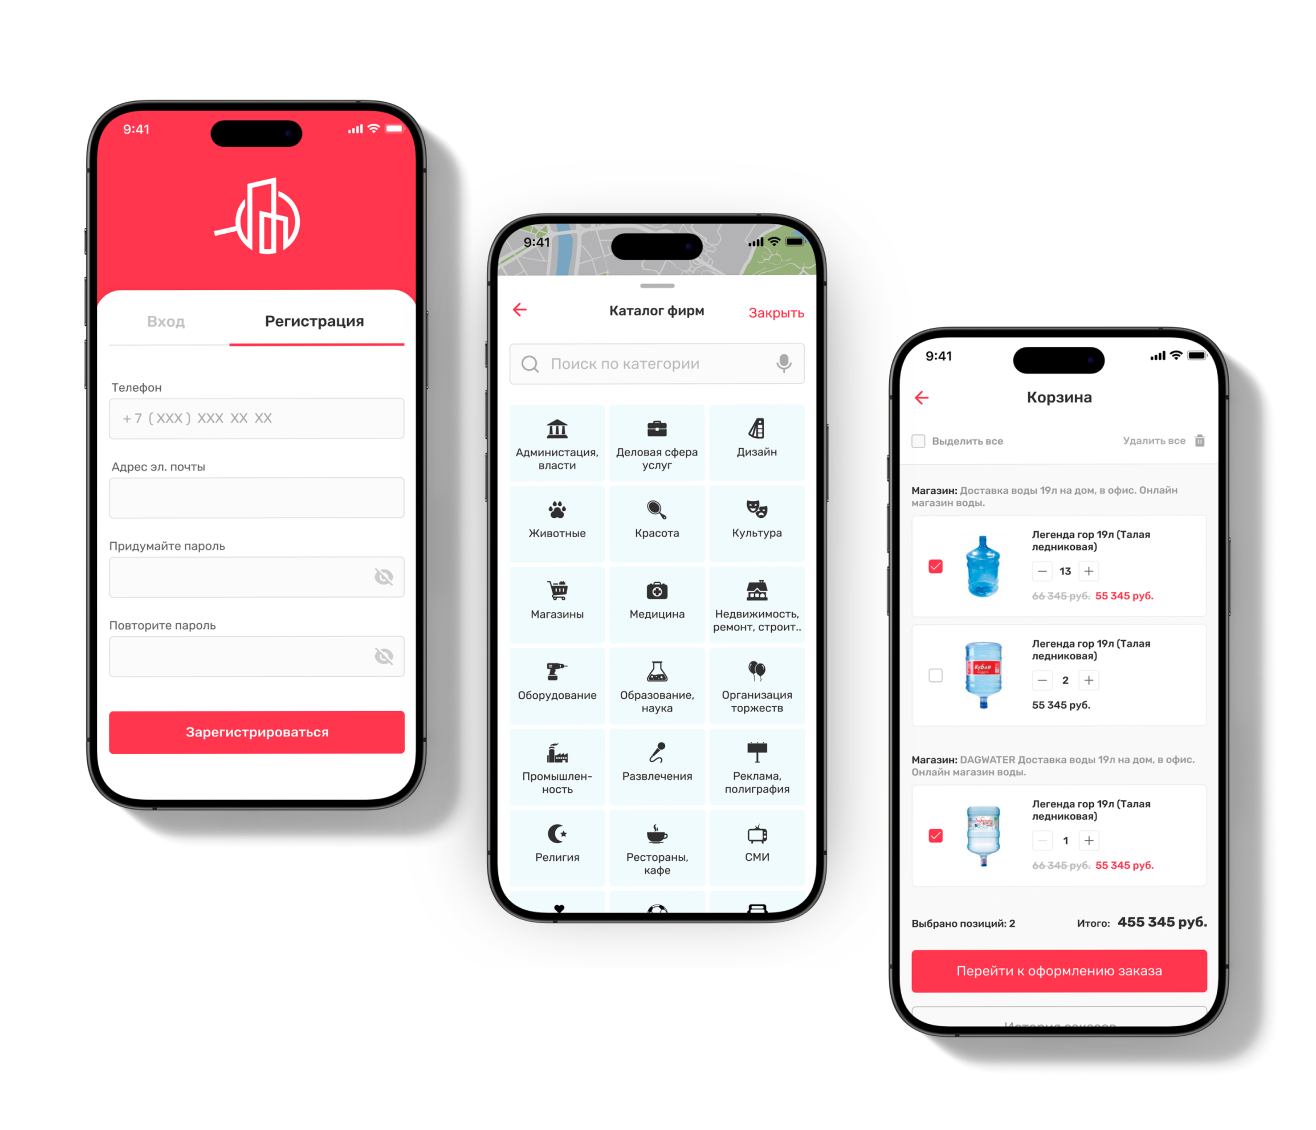 9:41
Вход
Регистрация
Телефон
+7 (XXX) XXX XX XX
Адрес эл. почты
Придумайте пароль
Повторите пароль
Зарегистрироваться
9:41
Каталог фирм
Закрыть
Поиск по категории
Администация,
власти
Деловая сфера
услуг
Дизайн
Животные
Красота
Культура
Магазины
Медицина
Недвижимость,
ремонт, строит..
Оборудование
Образование,
наука
Организация
торжеств
Промышлен-
ность
Развлечения
Реклама,
полиграфия
Религия
Рестораны,
кафе
СМИ
9:41
Корзина
Выделить все
Удалить все
Магазин: Доставка воды 19л на дом, в офис. Онлайн
магазин воды.
Легенда гор 19л (Талая
ледниковая)
13
66 345 руб. 55 345 руб.
Легенда гор 19л (Талая
ледниковая)
2
55 345 руб.
Магазин: DAGWATER Доставка воды 19л на дом, в офис.
Онлайн магазин воды.
Легенда гор 19л (Талая
ледниковая)
1
66 345 руб. 55 345 руб.
Выбрано позиций: 2
Итого: 455 345 руб.
Перейти к оформлению заказа
История заказов